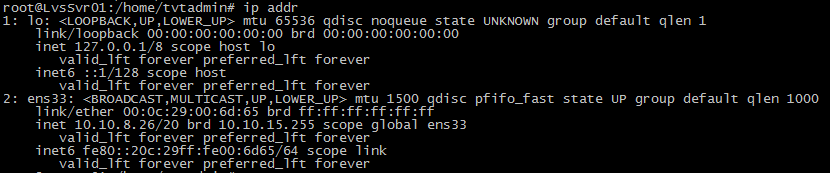 root@LvsSvr01:/home/tvtadmin# ip addr
1: lo: <LOOPBACK,UP,LOWER_UP> mtu 65536 qdisc noqueue state UNKNOWN group default qlen 1
    link/loopback 00:00:00:00:00:00 brd 00:00:00:00:00:00
    inet 127.0.0.1/8 scope host lo
       valid_lft forever preferred_lft forever
    inet6 ::1/128 scope host
       valid_lft forever preferred_lft forever
2: ens33: <BROADCAST,MULTICAST,UP,LOWER_UP> mtu 1500 qdisc pfifo_fast state UP group default qlen 1000
    link/ether 00:0c:29:00:6d:65 brd ff:ff:ff:ff:ff:ff
    inet 10.10.8.26/20 brd 10.10.15.255 scope global ens33
       valid_lft forever preferred_lft forever
    inet6 fe80::20c:29ff:fe00:6d65/64 scope link
       valid_lft forever preferred_lft forever